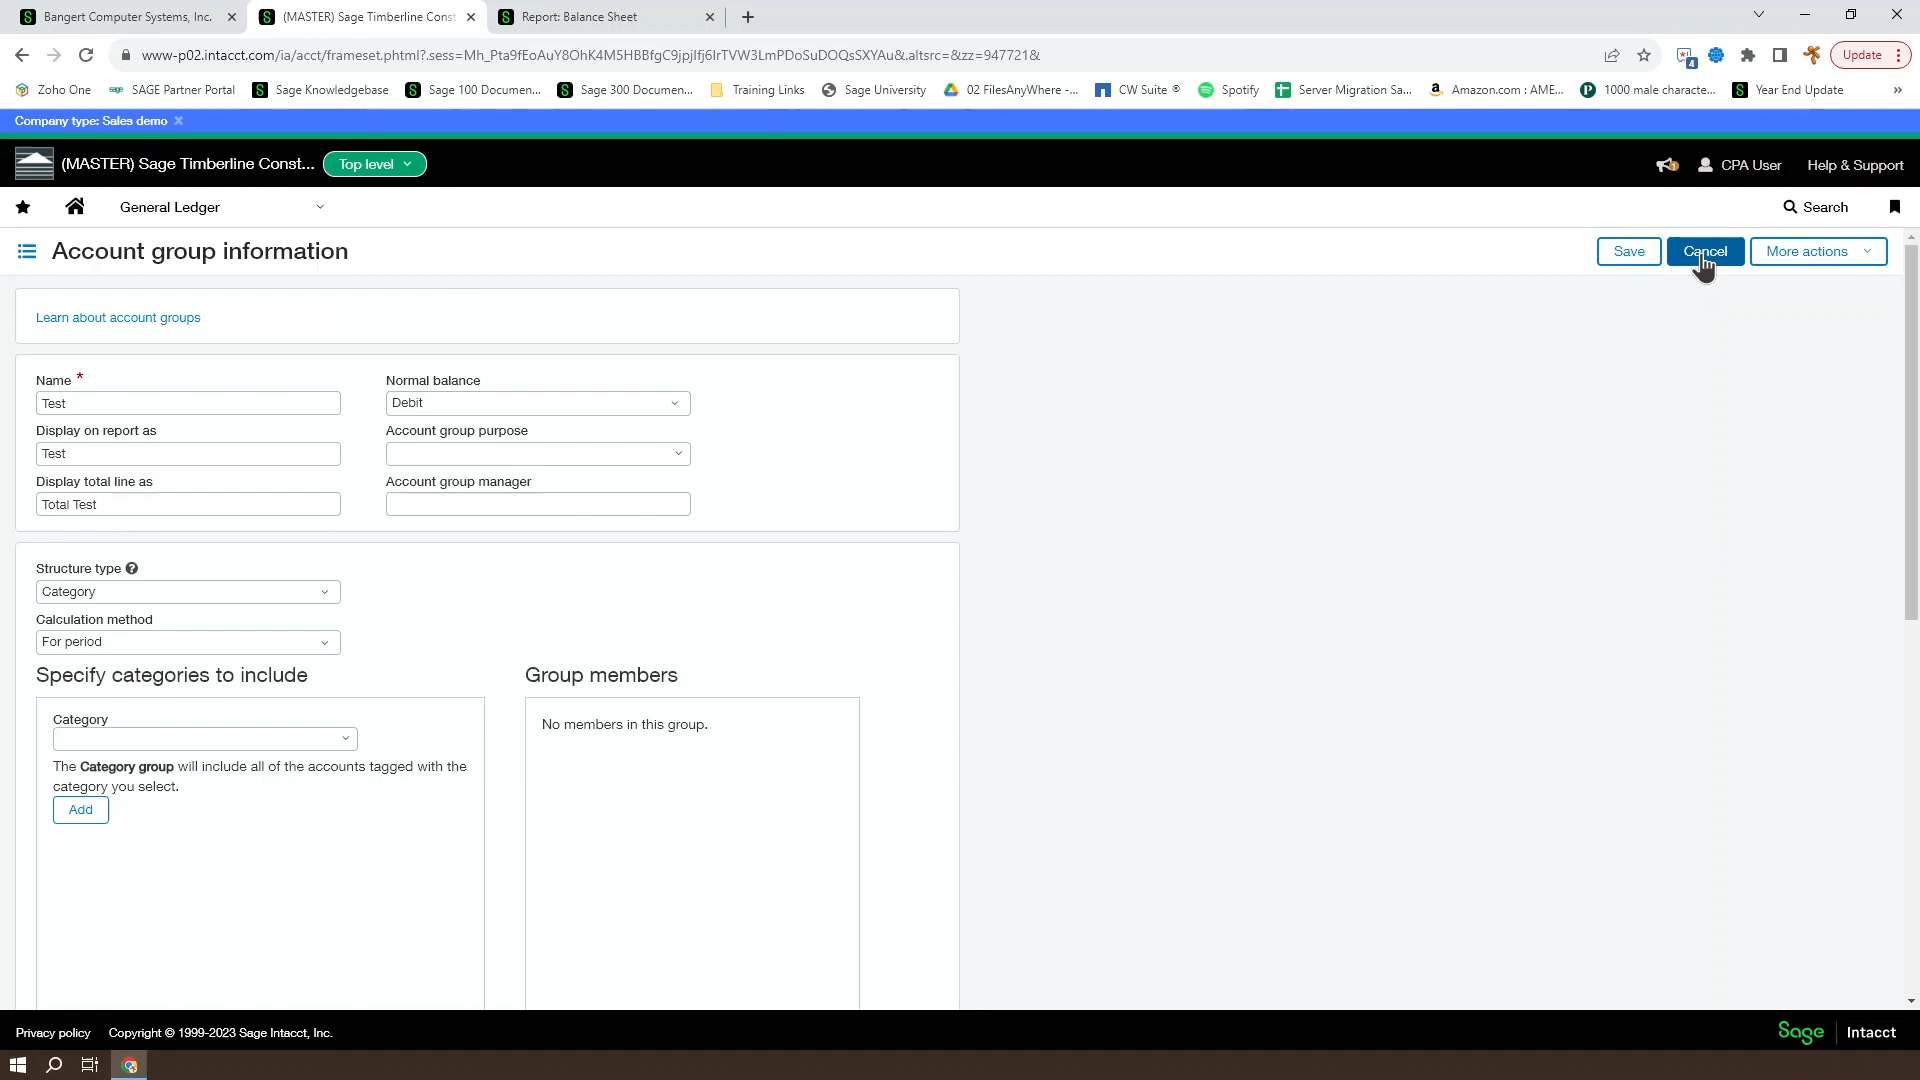 Bangert Computer Systems, Inc.
(MASTER) Sage Timberline Const
Report: Balance Sheet
www-p02.intacct.com/ia/acct/frameset.phtml?.sess=Mh_Pta9fEoAuY8OhK4M5HBBfgC9jpjIfj6IrTVW3LmPDoSuDOQsSXYAu&.altsrc=&zz=947721&
4
Update
Zoho One
SAGE Partner Portal
Sage Knowledgebase
Sage 100 Documen...
Sage 300 Documen...
Training Links
Sage University
02 FilesAnyWhere -...
CW Suite ®
Spotify
Server Migration Sa...
Amazon.com : AME...
1000 male characte...
Year End Update
»
Company type: Sales demo
(MASTER) Sage Timberline Const...
Top level
CPA User
Help & Support
General Ledger
Search
Account group information
Save
Cancel
More actions
Learn about account groups
Name *
Test
Normal balance
Debit
Display on report as
Test
Account group purpose
Display total line as
Total Test
Account group manager
Structure type
Category
Calculation method
For period
Specify categories to include
Group members
Category
The Category group will include all of the accounts tagged with the
category you select.
Add
No members in this group.
Privacy policy
Copyright © 1999-2023 Sage Intacct, Inc.
Sage
Intacct